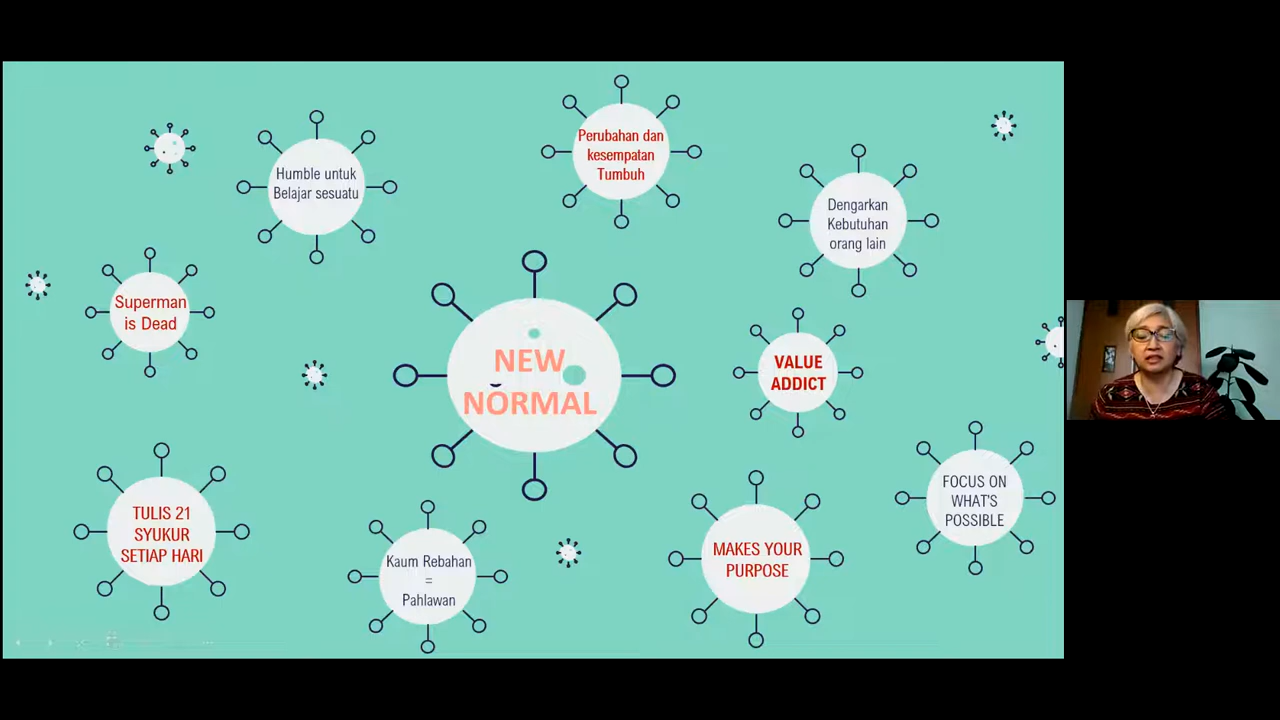 Perubahan dan
kesempatan
Tumbuh
Humble untuk
Belajar sesuatu
Dengarkan
Kebutuhan
orang lain
Superman
is Dead
NEW
NORMAL
VALUE
ADDICT
FOCUS ON
WHAT'S
POSSIBLE
TULIS 21
SYUKUR
SETIAP HARI
Kaum Rebahan
=
Pahlawan
MAKES YOUR
PURPOSE